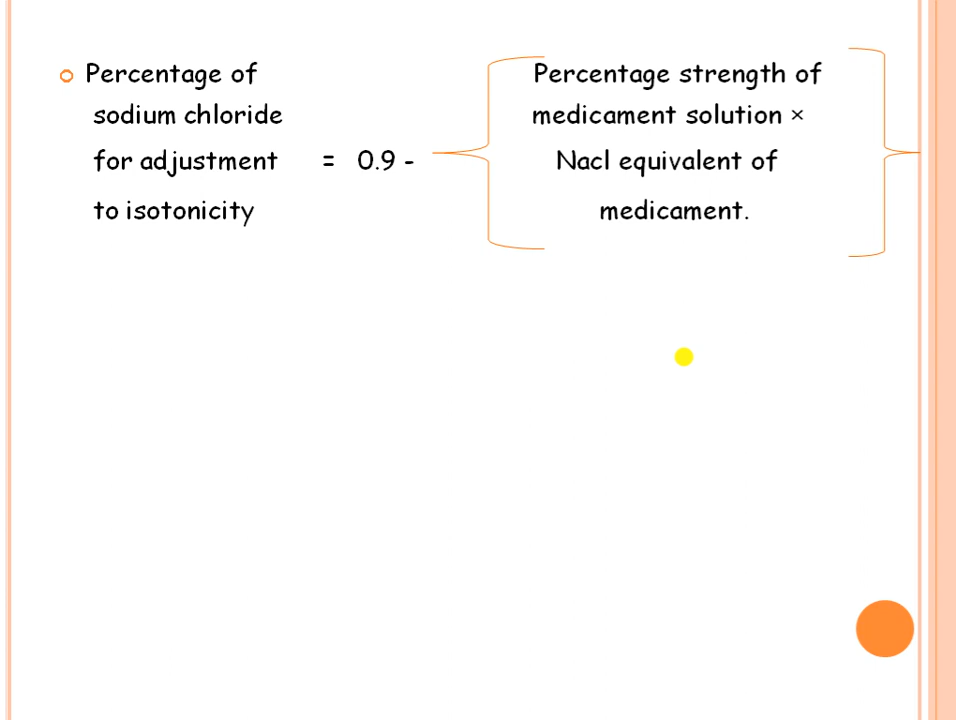 Percentage of
sodium chloride
for adjustment = 0.9 -
to isotonicity
Percentage strength of
medicament solution ×
Nacl equivalent of
medicament.